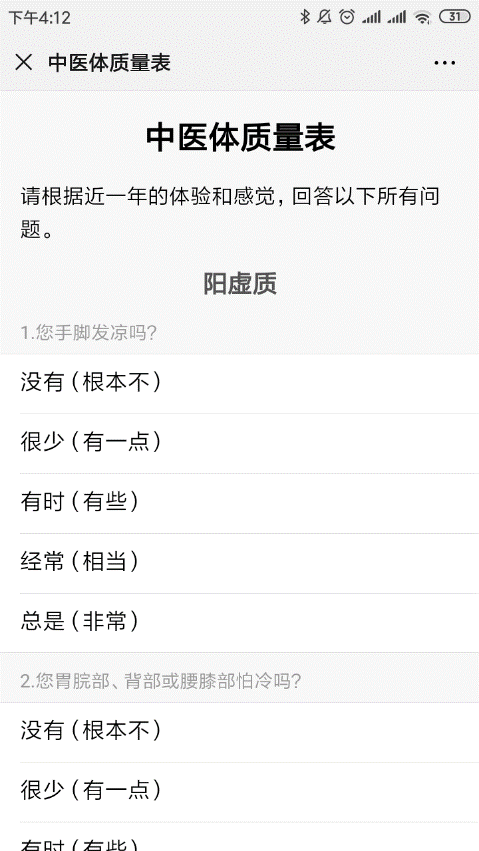 下午4:12
31
中医体质量表
中医体质量表
请根据近一年的体验和感觉，回答以下所有问
题。
阳虚质
1.您手脚发凉吗?
没有（根本不）
很少（有一点）
有时（有些）
经常（相当）
总是（非常）
2.您胃脘部、背部或腰膝部怕冷吗?
没有（根本不）
很少（有一点）
有时（有些）